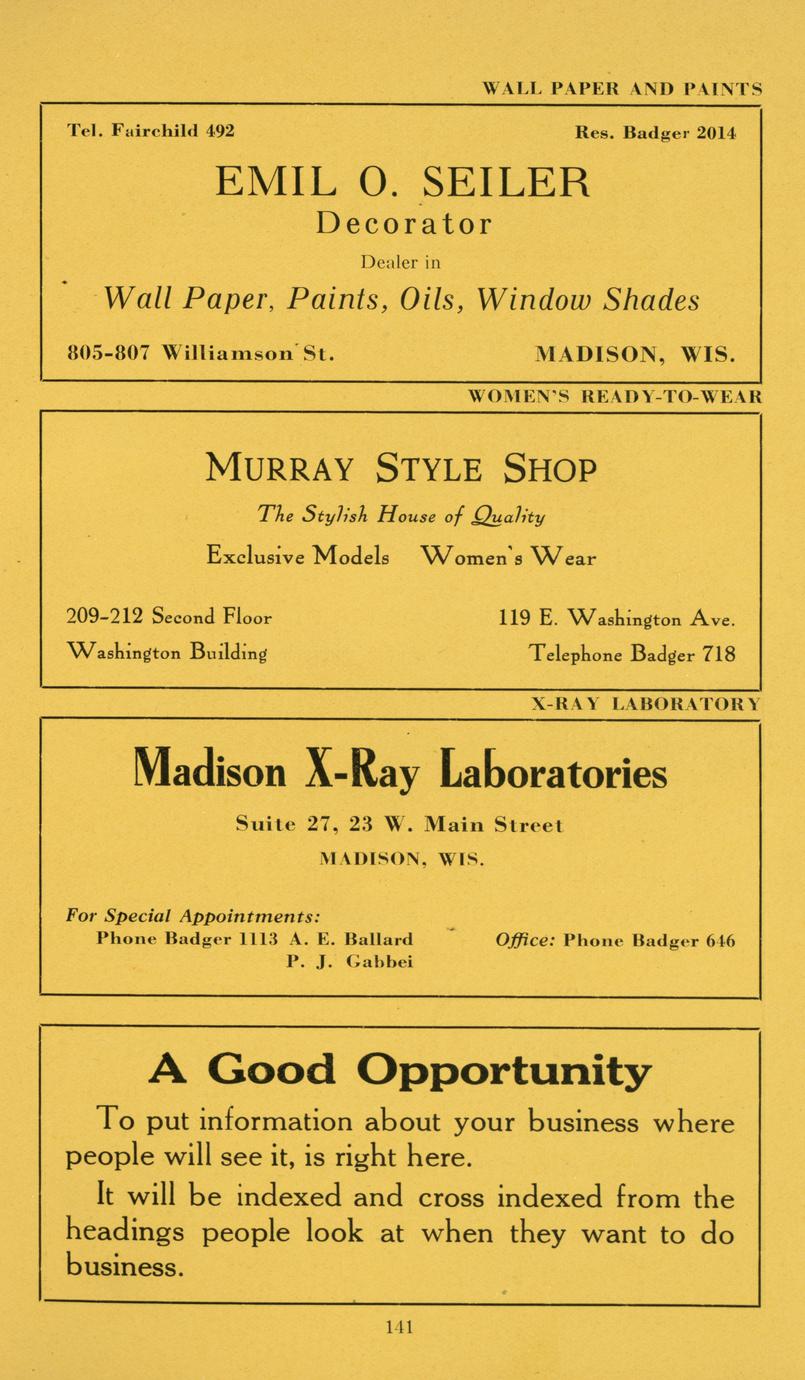 WALL PAPER AND PAINTS
Tel. Fairchild 492 Res. Badger 2014
EMIL O. SEILER
Decorator
Dealer in
Wall Paper, Paints, Oils, Window Shades
805-807 Williamson St. MADISON, WIS.
WOMEN'S READY-TO-WEAR
MURRAY STYLE SHOP
The Stylish House of Quality
Exclusive Models Women's Wear
209-212 Second Floor 119 E. Washington Ave.
Washington Building Telephone Badger 718
X-RAY LABORATORY
Madison X-Ray Laboratories
Suite 27, 23 W. Main Street
MADISON, WIS.
For Special Appointments:
Phone Badger 1113 A. E. Ballard Office: Phone Badger 646
P. J. Gabbei
A Good Opportunity
To put information about your business where
people will see it, is right here.
It will be indexed and cross indexed from the
headings people look at when they want to do
business.
141